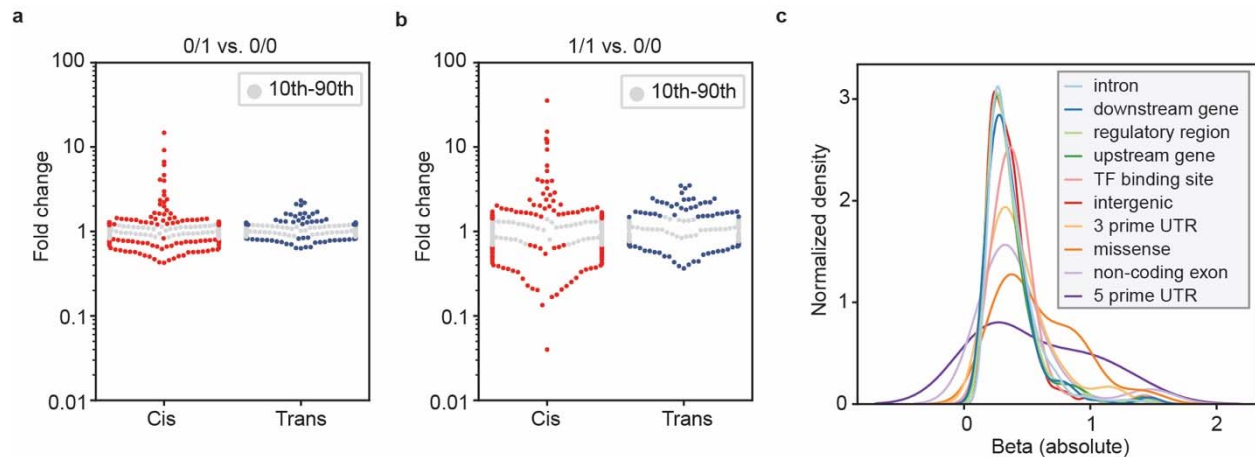 a
0/1 vs. 0/0
Fold change
100
10
1
0.1
0.01
10th-90th
Cis
Trans
b
1/1 vs. 0/0
Fold change
100
10
1
0.1
0.01
10th-90th
Cis
Trans
c
Normalized density
3
2
1
0
intron
downstream gene
regulatory region
upstream gene
TF binding site
intergenic
3 prime UTR
missense
non-coding exon
5 prime UTR
0
1
2
Beta (absolute)